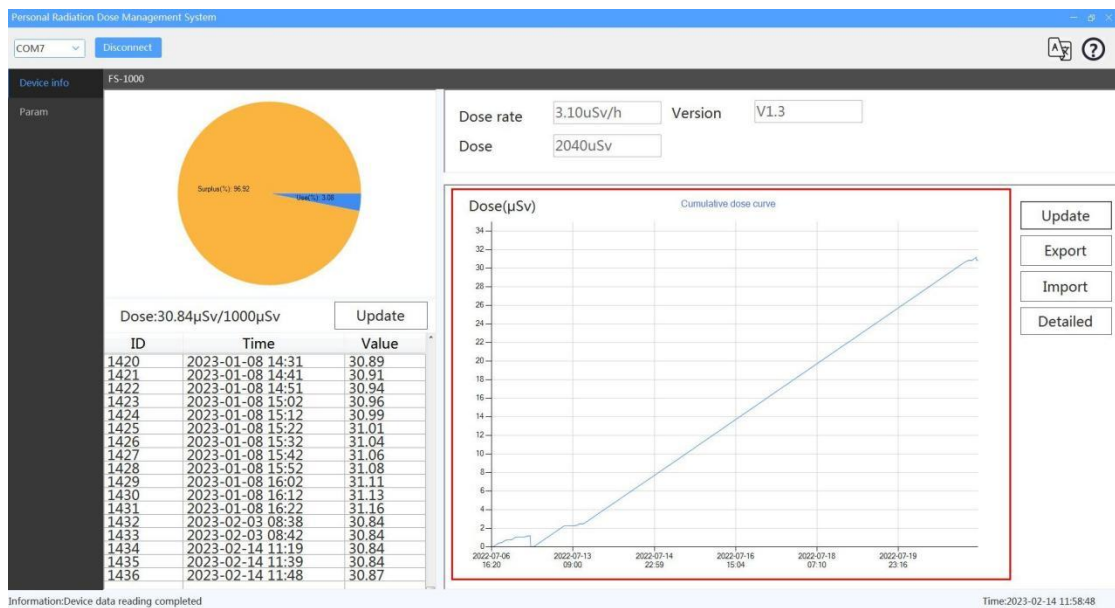 Personal Radiation Dose Management System
COM7 Disconnect
Device info
Param
FS-1000
Surplus(%): 96.92
Use(%): 3.08
Dose:30.84μSv/1000μSv Update
ID Time Value
1420 2023-01-08 14:31 30.89
1421 2023-01-08 14:41 30.91
1422 2023-01-08 14:51 30.94
1423 2023-01-08 15:02 30.96
1424 2023-01-08 15:12 30.99
1425 2023-01-08 15:22 31.01
1426 2023-01-08 15:32 31.04
1427 2023-01-08 15:42 31.06
1428 2023-01-08 15:52 31.08
1429 2023-01-08 16:02 31.11
1430 2023-01-08 16:12 31.13
1431 2023-01-08 16:22 31.16
1432 2023-02-03 08:38 30.84
1433 2023-02-03 08:42 30.84
1434 2023-02-14 11:19 30.84
1435 2023-02-14 11:39 30.84
1436 2023-02-14 11:48 30.87
Dose rate 3.10uSv/h Version V1.3
Dose 2040uSv
Dose(μSv) Cumulative dose curve
34
32
30
28
26
24
22
20
18
16
14
12
10
8
6
4
2
0
2022-07-06 2022-07-13 2022-07-14 2022-07-16 2022-07-18 2022-07-19
16:20 09:00 22:59 15:04 07:10 23:16
Update
Export
Import
Detailed
Information:Device data reading completed Time:2023-02-14 11:58:48